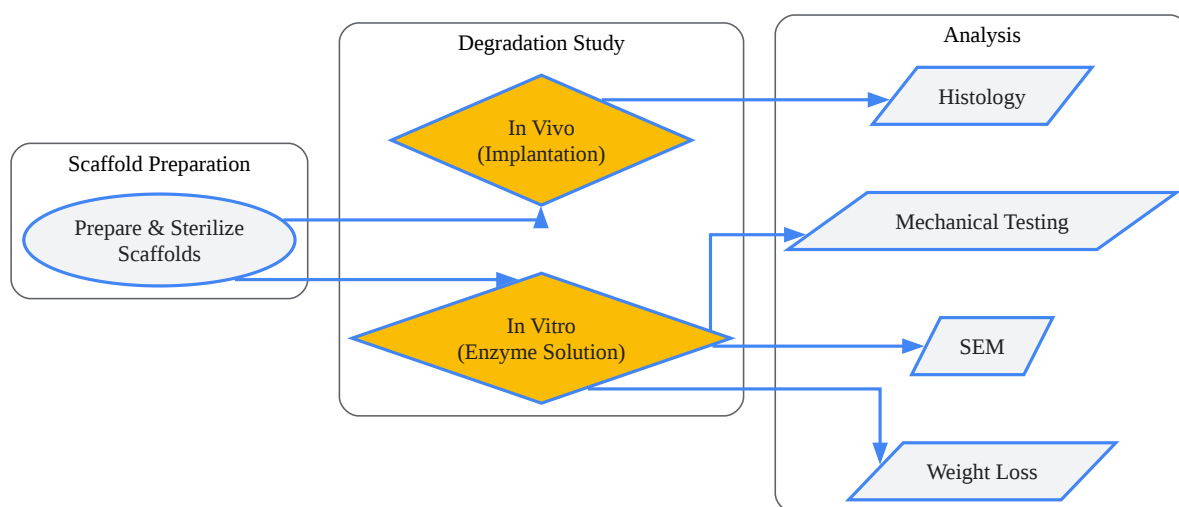 Scaffold Preparation
Prepare & Sterilize
Scaffolds
Degradation Study
In Vivo
(Implantation)
In Vitro
(Enzyme Solution)
Analysis
Histology
Mechanical Testing
SEM
Weight Loss